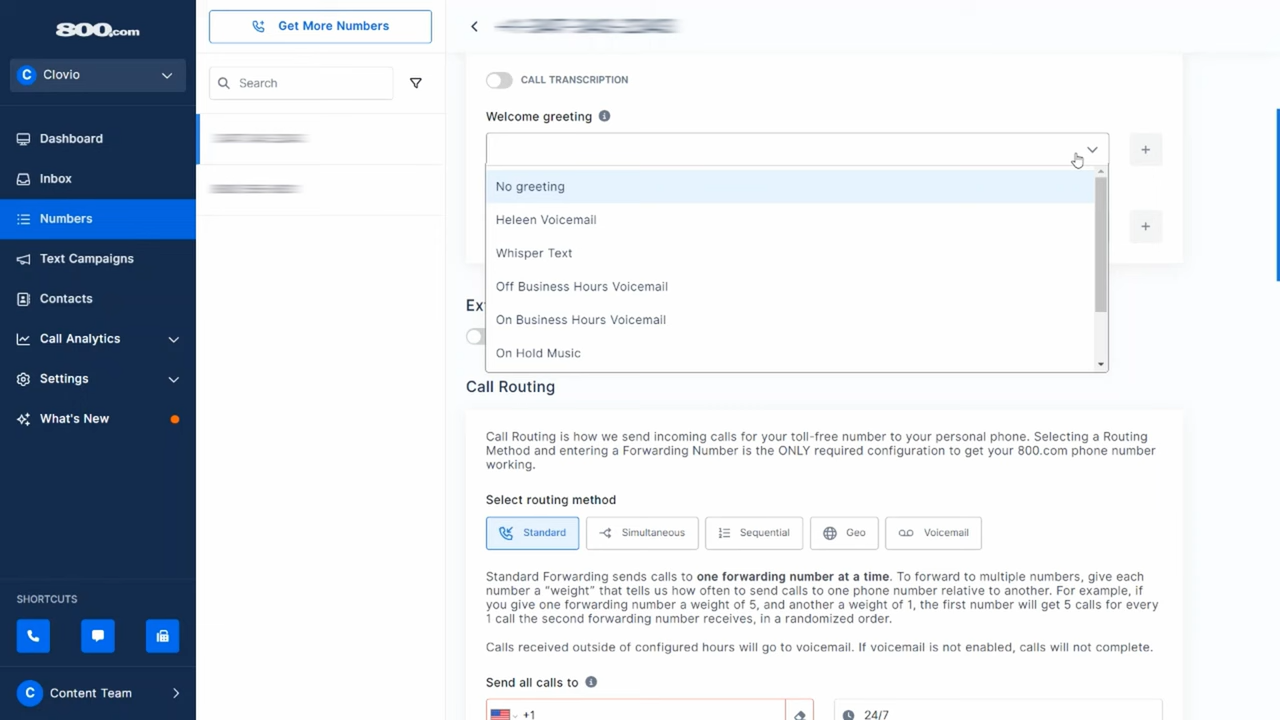 800.com
C Clovio
Dashboard
Inbox
Numbers
Text Campaigns
Contacts
Call Analytics
Settings
What's New
SHORTCUTS
C Content Team
Get More Numbers
Search
CALL TRANSCRIPTION
Welcome greeting
No greeting
Heleen Voicemail
Whisper Text
Off Business Hours Voicemail
On Business Hours Voicemail
On Hold Music
Call Routing
Call Routing is how we send incoming calls for your toll-free number to your personal phone. Selecting a Routing
Method and entering a Forwarding Number is the ONLY required configuration to get your 800.com phone number
working.
Select routing method
Standard
Simultaneous
Sequential
Geo
Voicemail
Standard Forwarding sends calls to one forwarding number at a time. To forward to multiple numbers, give each
number a “weight” that tells us how often to send calls to one phone number relative to another. For example, if
you give one forwarding number a weight of 5, and another a weight of 1, the first number will get 5 calls for every
1 call the second forwarding number receives, in a randomized order.
Calls received outside of configured hours will go to voicemail. If voicemail is not enabled, calls will not complete.
Send all calls to
+1
24/7